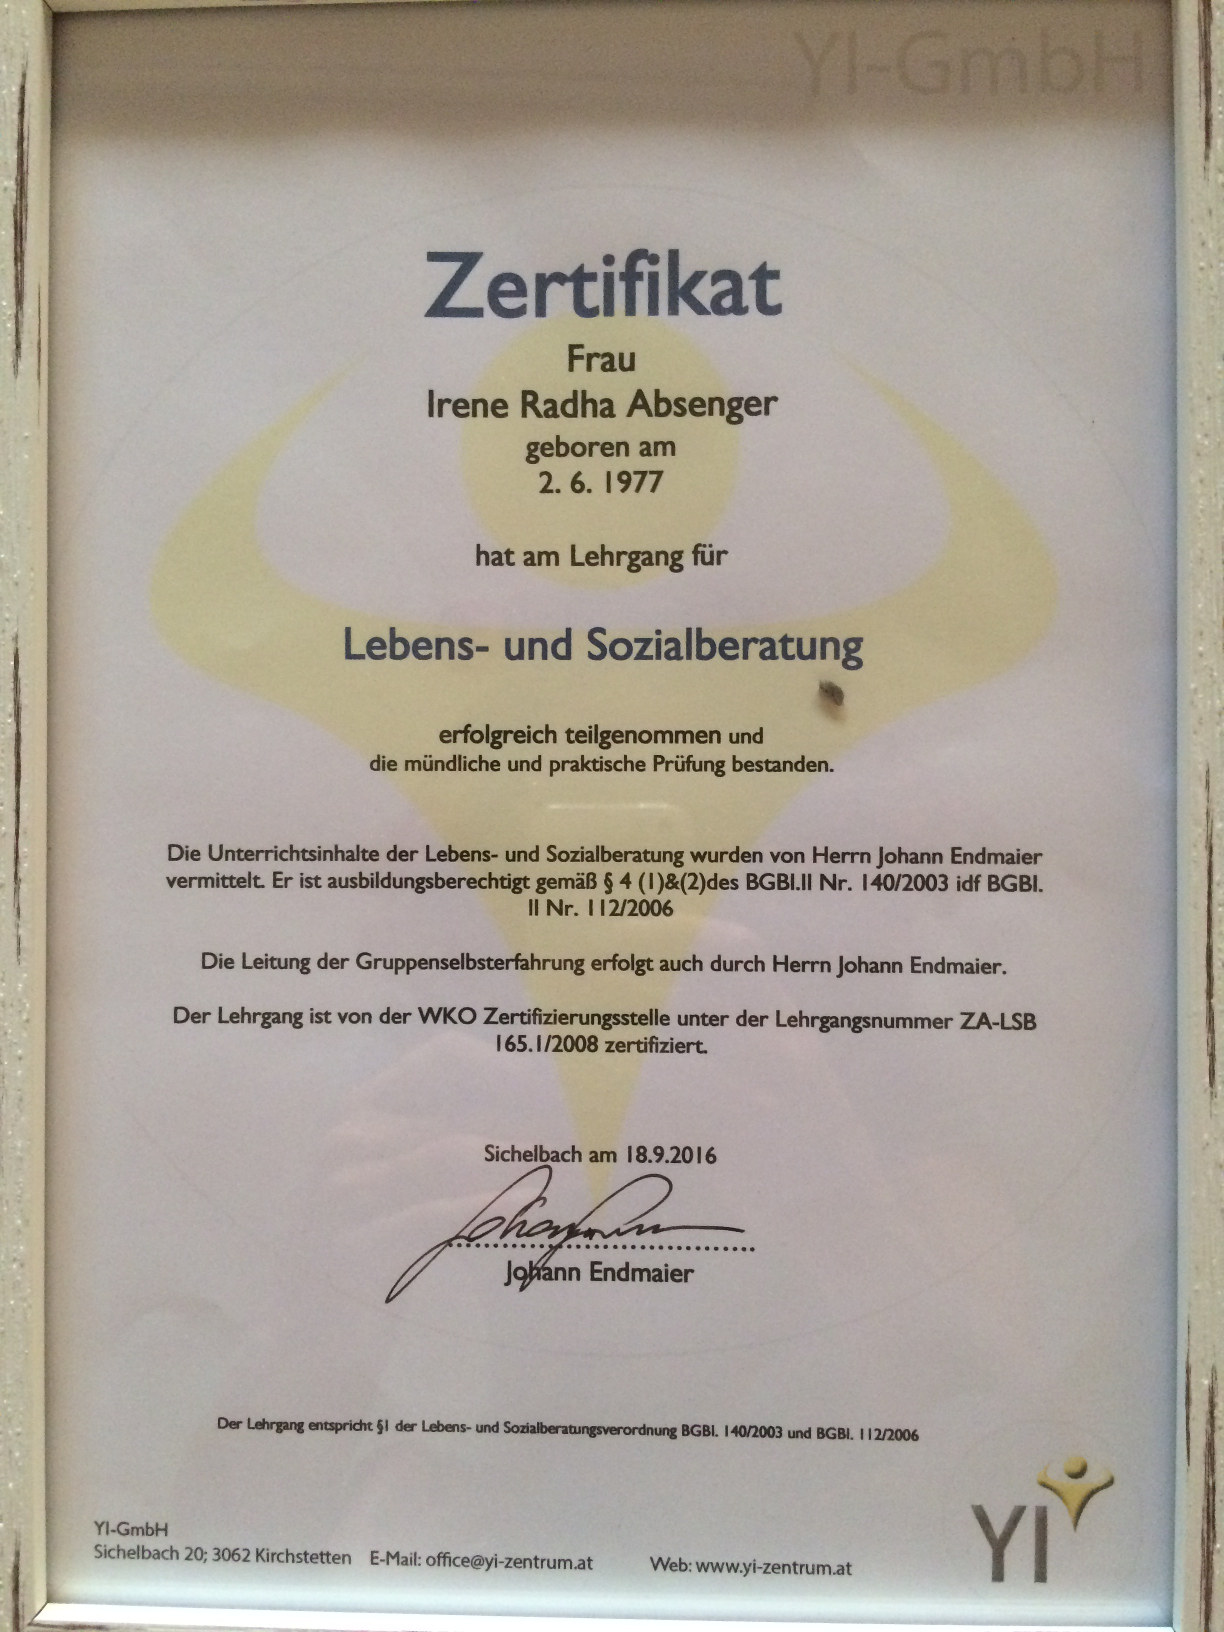 YI-GmbH
Zertifikat
Frau
Irene Radha Absenger
geboren am
2. 6. 1977
hat am Lehrgang für
Lebens- und Sozialberatung
erfolgreich teilgenommen und
die mündliche und praktische Prüfung bestanden.
Die Unterrichtsinhalte der Lebens- und Sozialberatung wurden von Herrn Johann Endmaier
vermittelt. Er ist ausbildungsberechtigt gemäß § 4 (1)&(2)des BGBl.II Nr. 140/2003 idf BGBl.
II Nr. 112/2006
Die Leitung der Gruppenselbsterfahrung erfolgt auch durch Herrn Johann Endmaier.
Der Lehrgang ist von der WKO Zertifizierungsstelle unter der Lehrgangsnummer ZA-LSB
165.1/2008 zertifiziert.
Sichelbach am 18.9.2016
Johann Endmaier
Der Lehrgang entspricht §1 der Lebens- und Sozialberatungsverordnung BGBl. 140/2003 und BGBl. 112/2006
YI
YI-GmbH
Sichelbach 20; 3062 Kirchstetten E-Mail: office@yi-zentrum.at Web: www.yi-zentrum.at